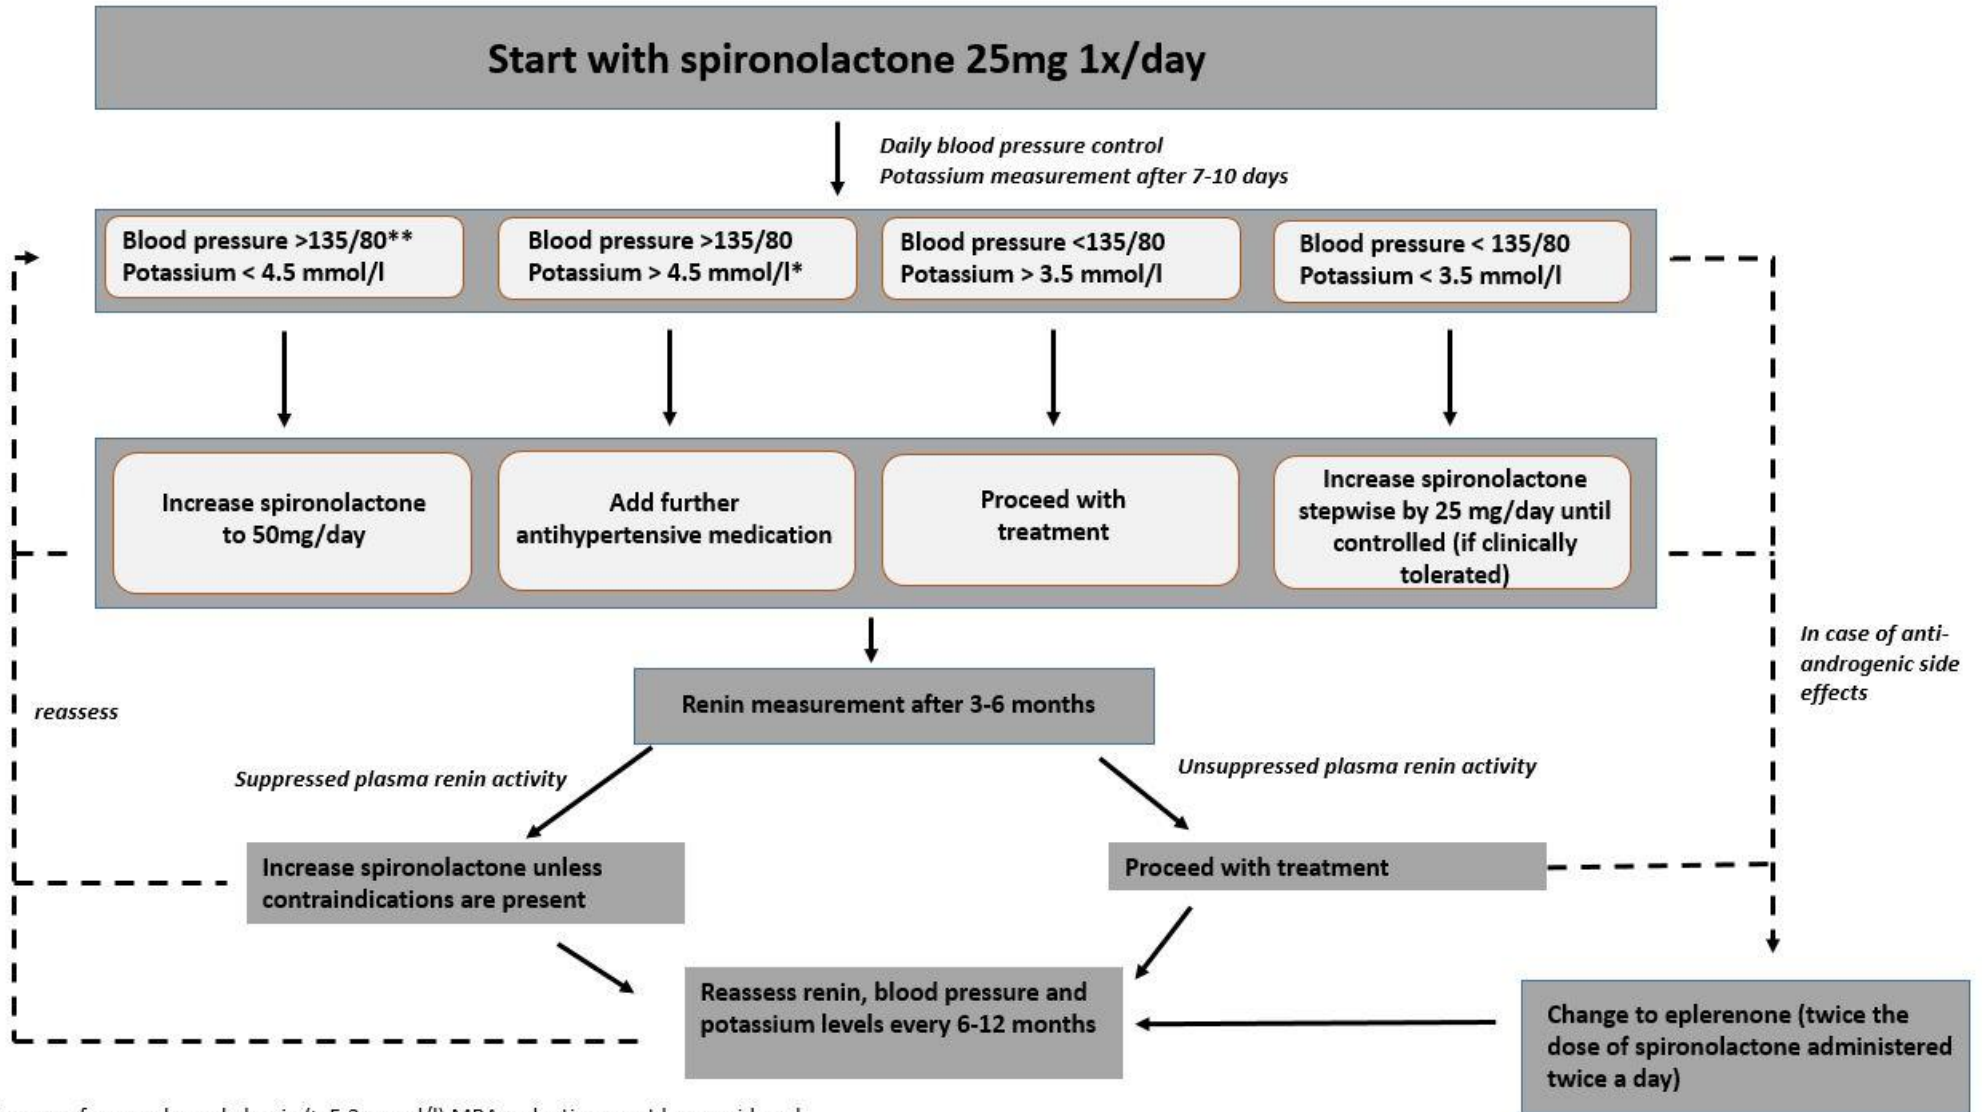 Start with spironolactone 25mg 1x/day
Daily blood pressure control
Potassium measurement after 7-10 days
Blood pressure >135/80**
Potassium < 4.5 mmol/l
Blood pressure >135/80
Potassium > 4.5 mmol/l*
Blood pressure <135/80
Potassium > 3.5 mmol/l
Blood pressure < 135/80
Potassium < 3.5 mmol/l
Increase spironolactone
to 50mg/day
Add further
antihypertensive medication
Proceed with
treatment
Increase spironolactone
stepwise by 25 mg/day until
controlled (if clinically
tolerated)
In case of anti-
androgenic side
effects
Renin measurement after 3-6 months
reassess
Suppressed plasma renin activity
Unsuppressed plasma renin activity
Increase spironolactone unless
contraindications are present
Proceed with treatment
Reassess renin, blood pressure and
potassium levels every 6-12 months
Change to eplerenone (twice the
dose of spironolactone administered
twice a day)